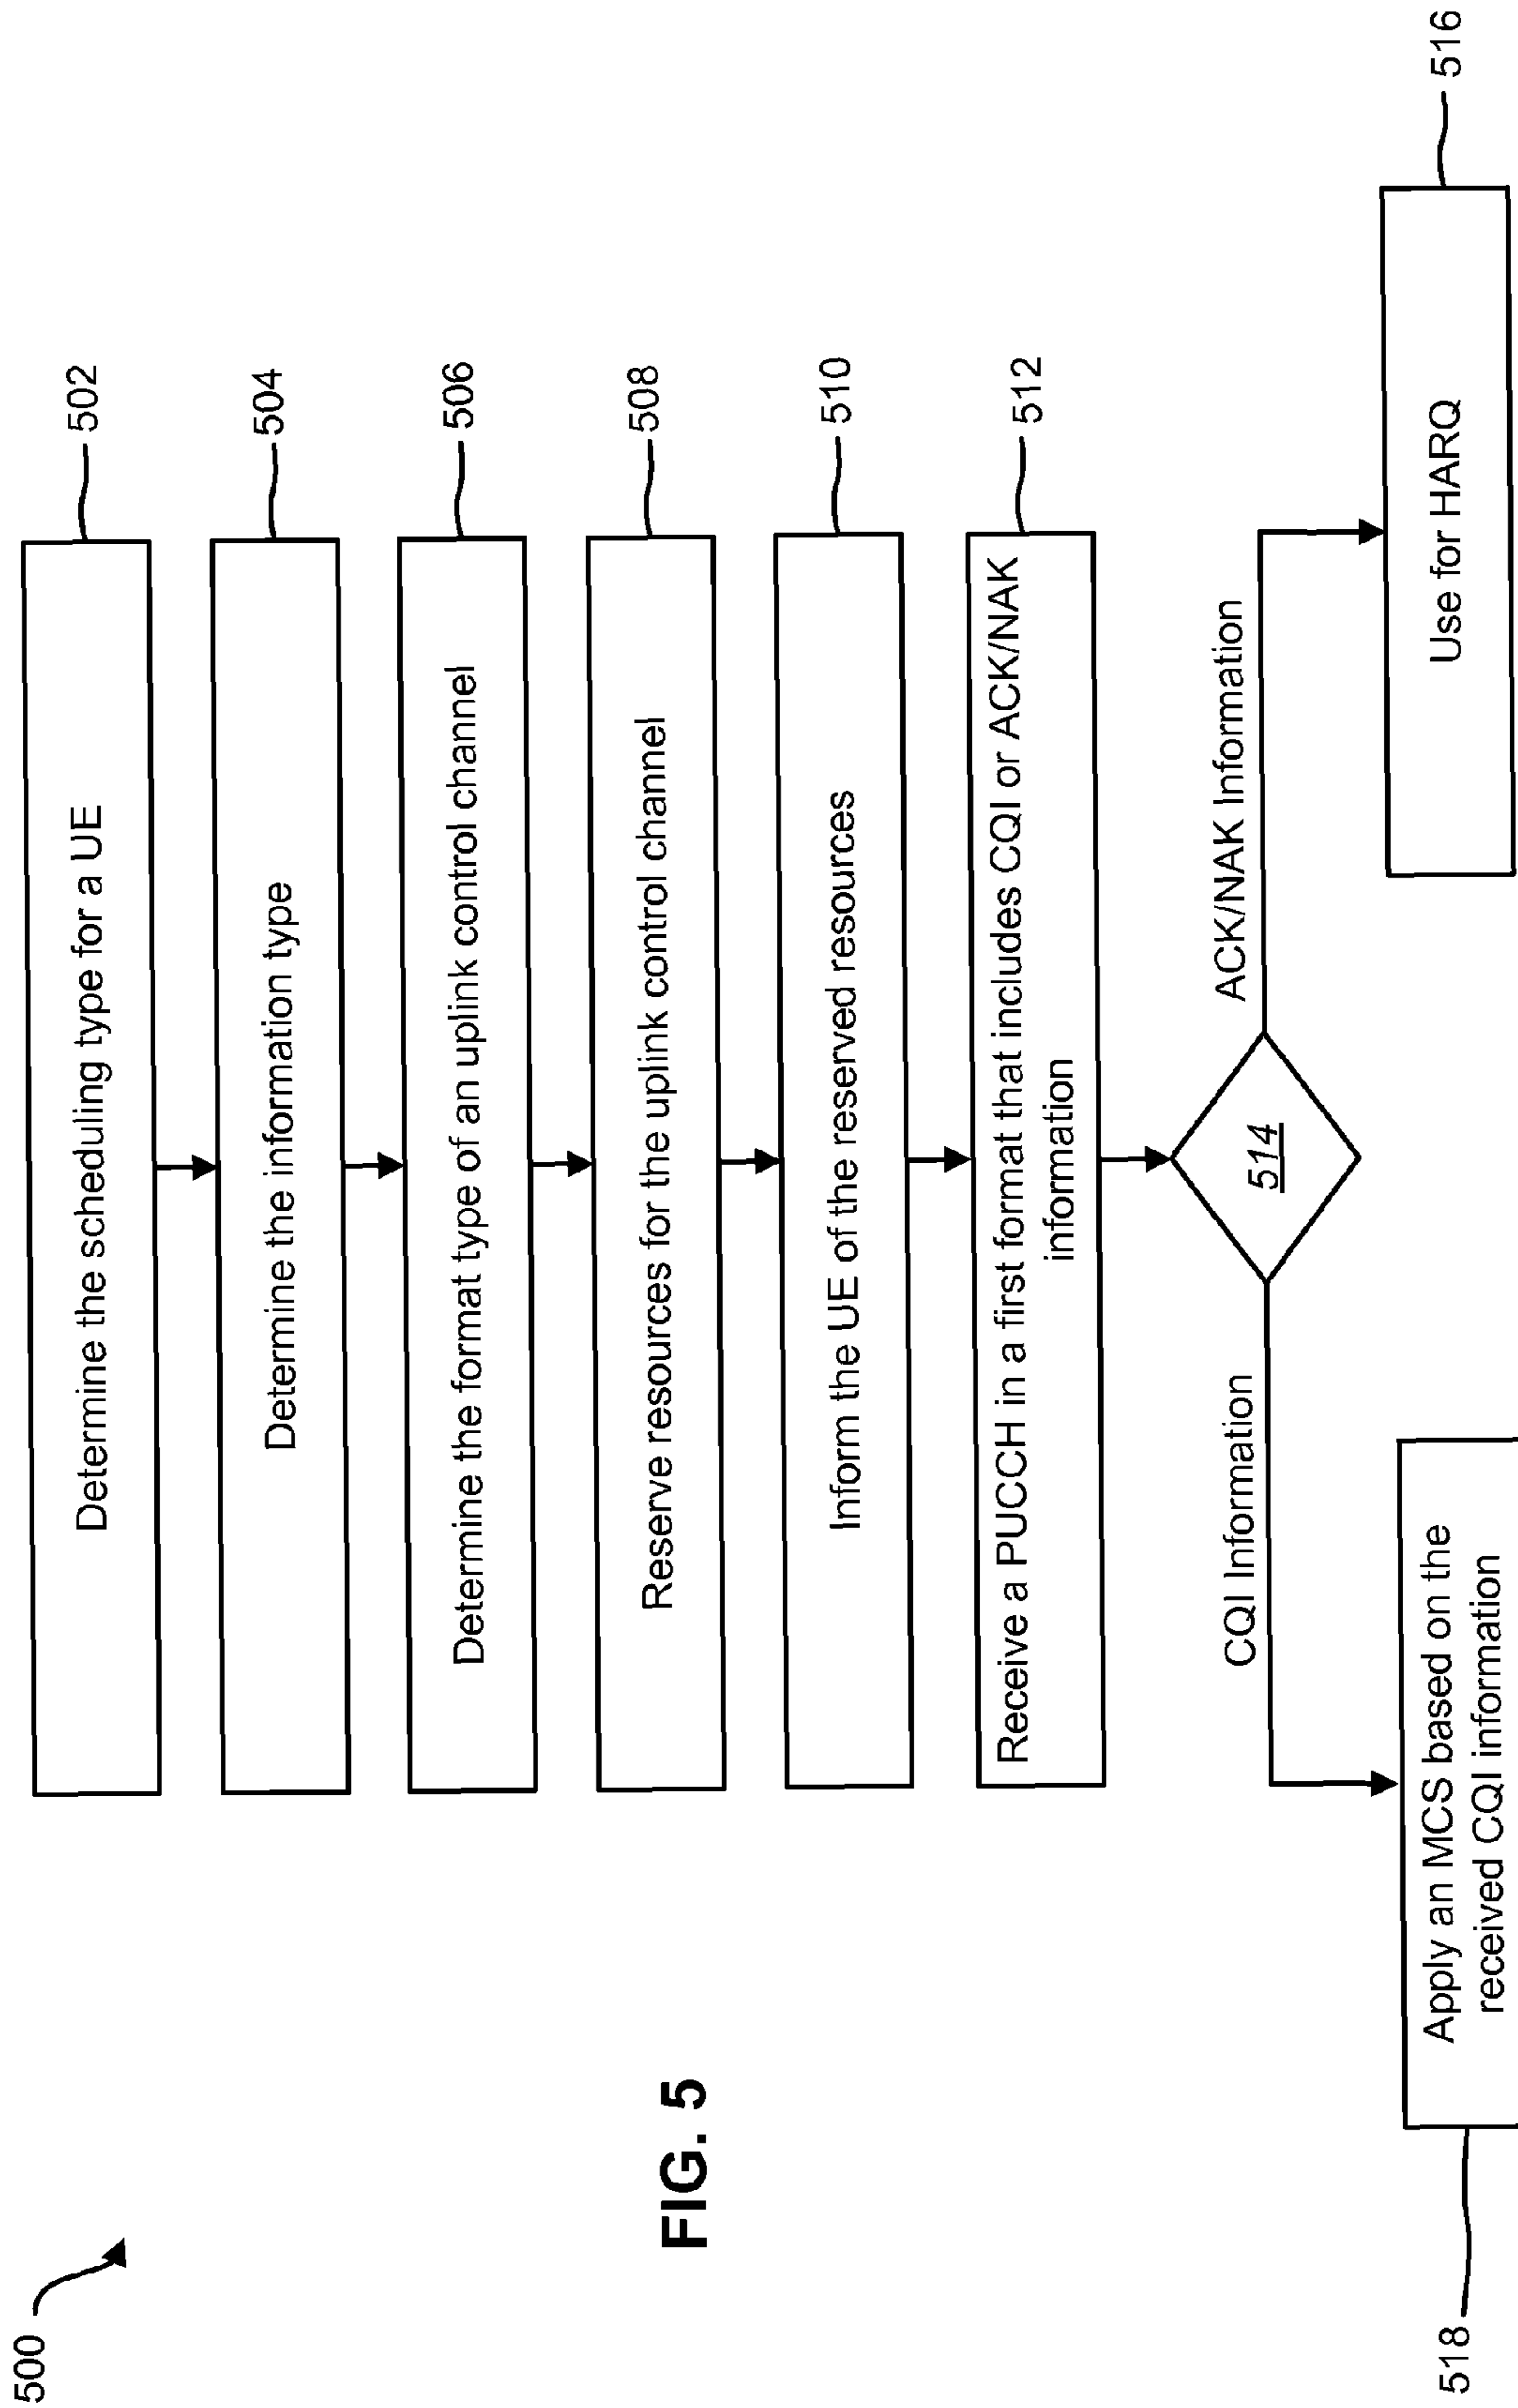 500
Determine the scheduling type for a UE
502
Determine the information type
504
Determine the format type of an uplink control channel
506
Reserve resources for the uplink control channel
508
Inform the UE of the reserved resources
510
Receive a PUCCH in a first format that includes CQI or ACK/NAK
information
512
514
CQI Information
ACK/NAK Information
Apply an MCS based on the
received CQI information
518
Use for HARQ
516
FIG. 5